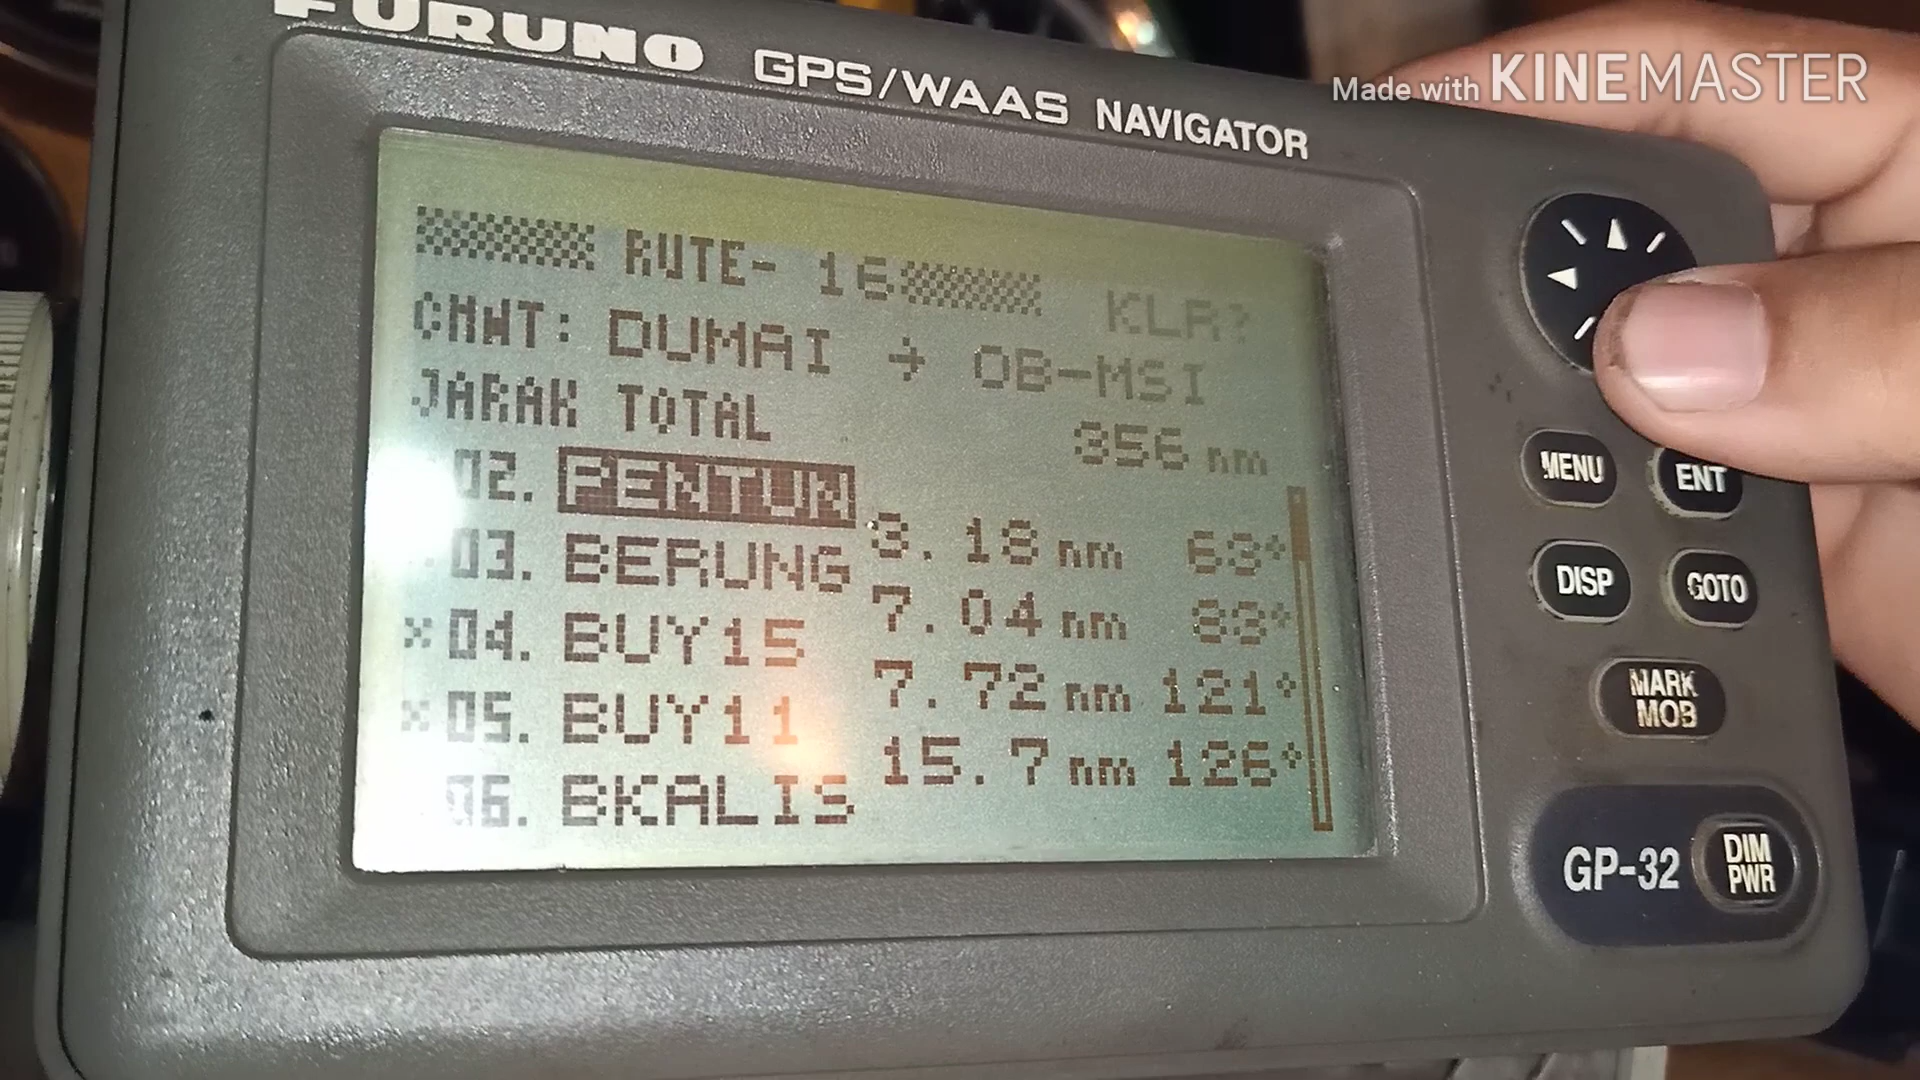 FURUNO GPS/WAAS NAVIGATOR
Made with KINEMASTER
RUTE- 16
KLR?
CMNT: DUMAI → OB-MSI
JARAK TOTAL 356 nm
02. PENTUN
3.18 nm 63°
03. BERUNG
7.04 nm 83°
×04. BUY15
7.72 nm 121°
×05. BUY11
15.7 nm 126°
06. BKALIS
MENU ENT
DISP GOTO
MARK
MOB
GP-32
DIM
PWR